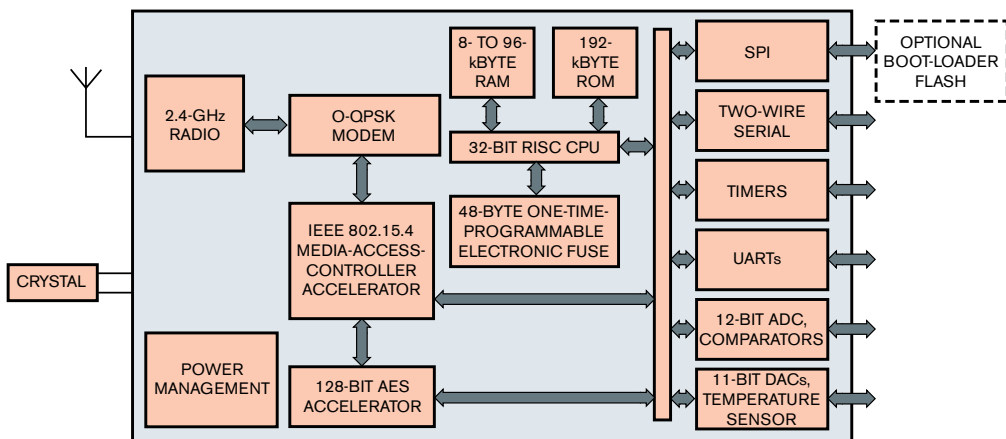 8- TO 96-
kBYTE
RAM
192-
kBYTE
ROM
SPI
OPTIONAL
BOOT-LOADER
FLASH
2.4-GHz
RADIO
O-QPSK
MODEM
TWO-WIRE
SERIAL
32-BIT RISC CPU
TIMERS
48-BYTE ONE-TIME-
PROGRAMMABLE
ELECTRONIC FUSE
IEEE 802.15.4
MEDIA-ACCESS-
CONTROLLER
ACCELERATOR
UARTs
CRYSTAL
12-BIT ADC,
COMPARATORS
POWER
MANAGEMENT
128-BIT AES
ACCELERATOR
11-BIT DACs,
TEMPERATURE
SENSOR